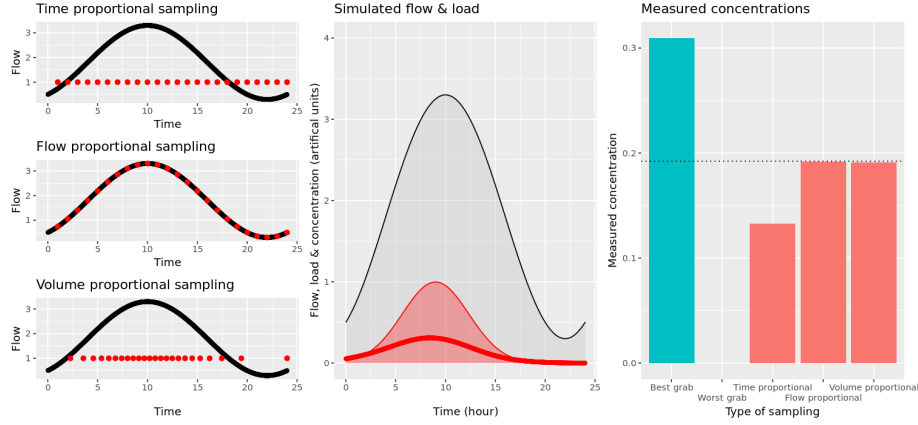 Time proportional sampling
Flow
3
2
1
0 5 10 15 20 25
Time
Flow proportional sampling
Flow
3
2
1
0 5 10 15 20 25
Time
Volume proportional sampling
Flow
3
2
1
0 5 10 15 20 25
Time
Simulated flow & load
Flow, load & concentration (artifical units)
4
3
2
1
0
0 5 10 15 20 25
Time (hour)
Measured concentrations
Measured concentration
0.3
0.2
0.1
0.0
Best grab Time proportional Volume proportional
Worst grab Flow proportional
Type of sampling